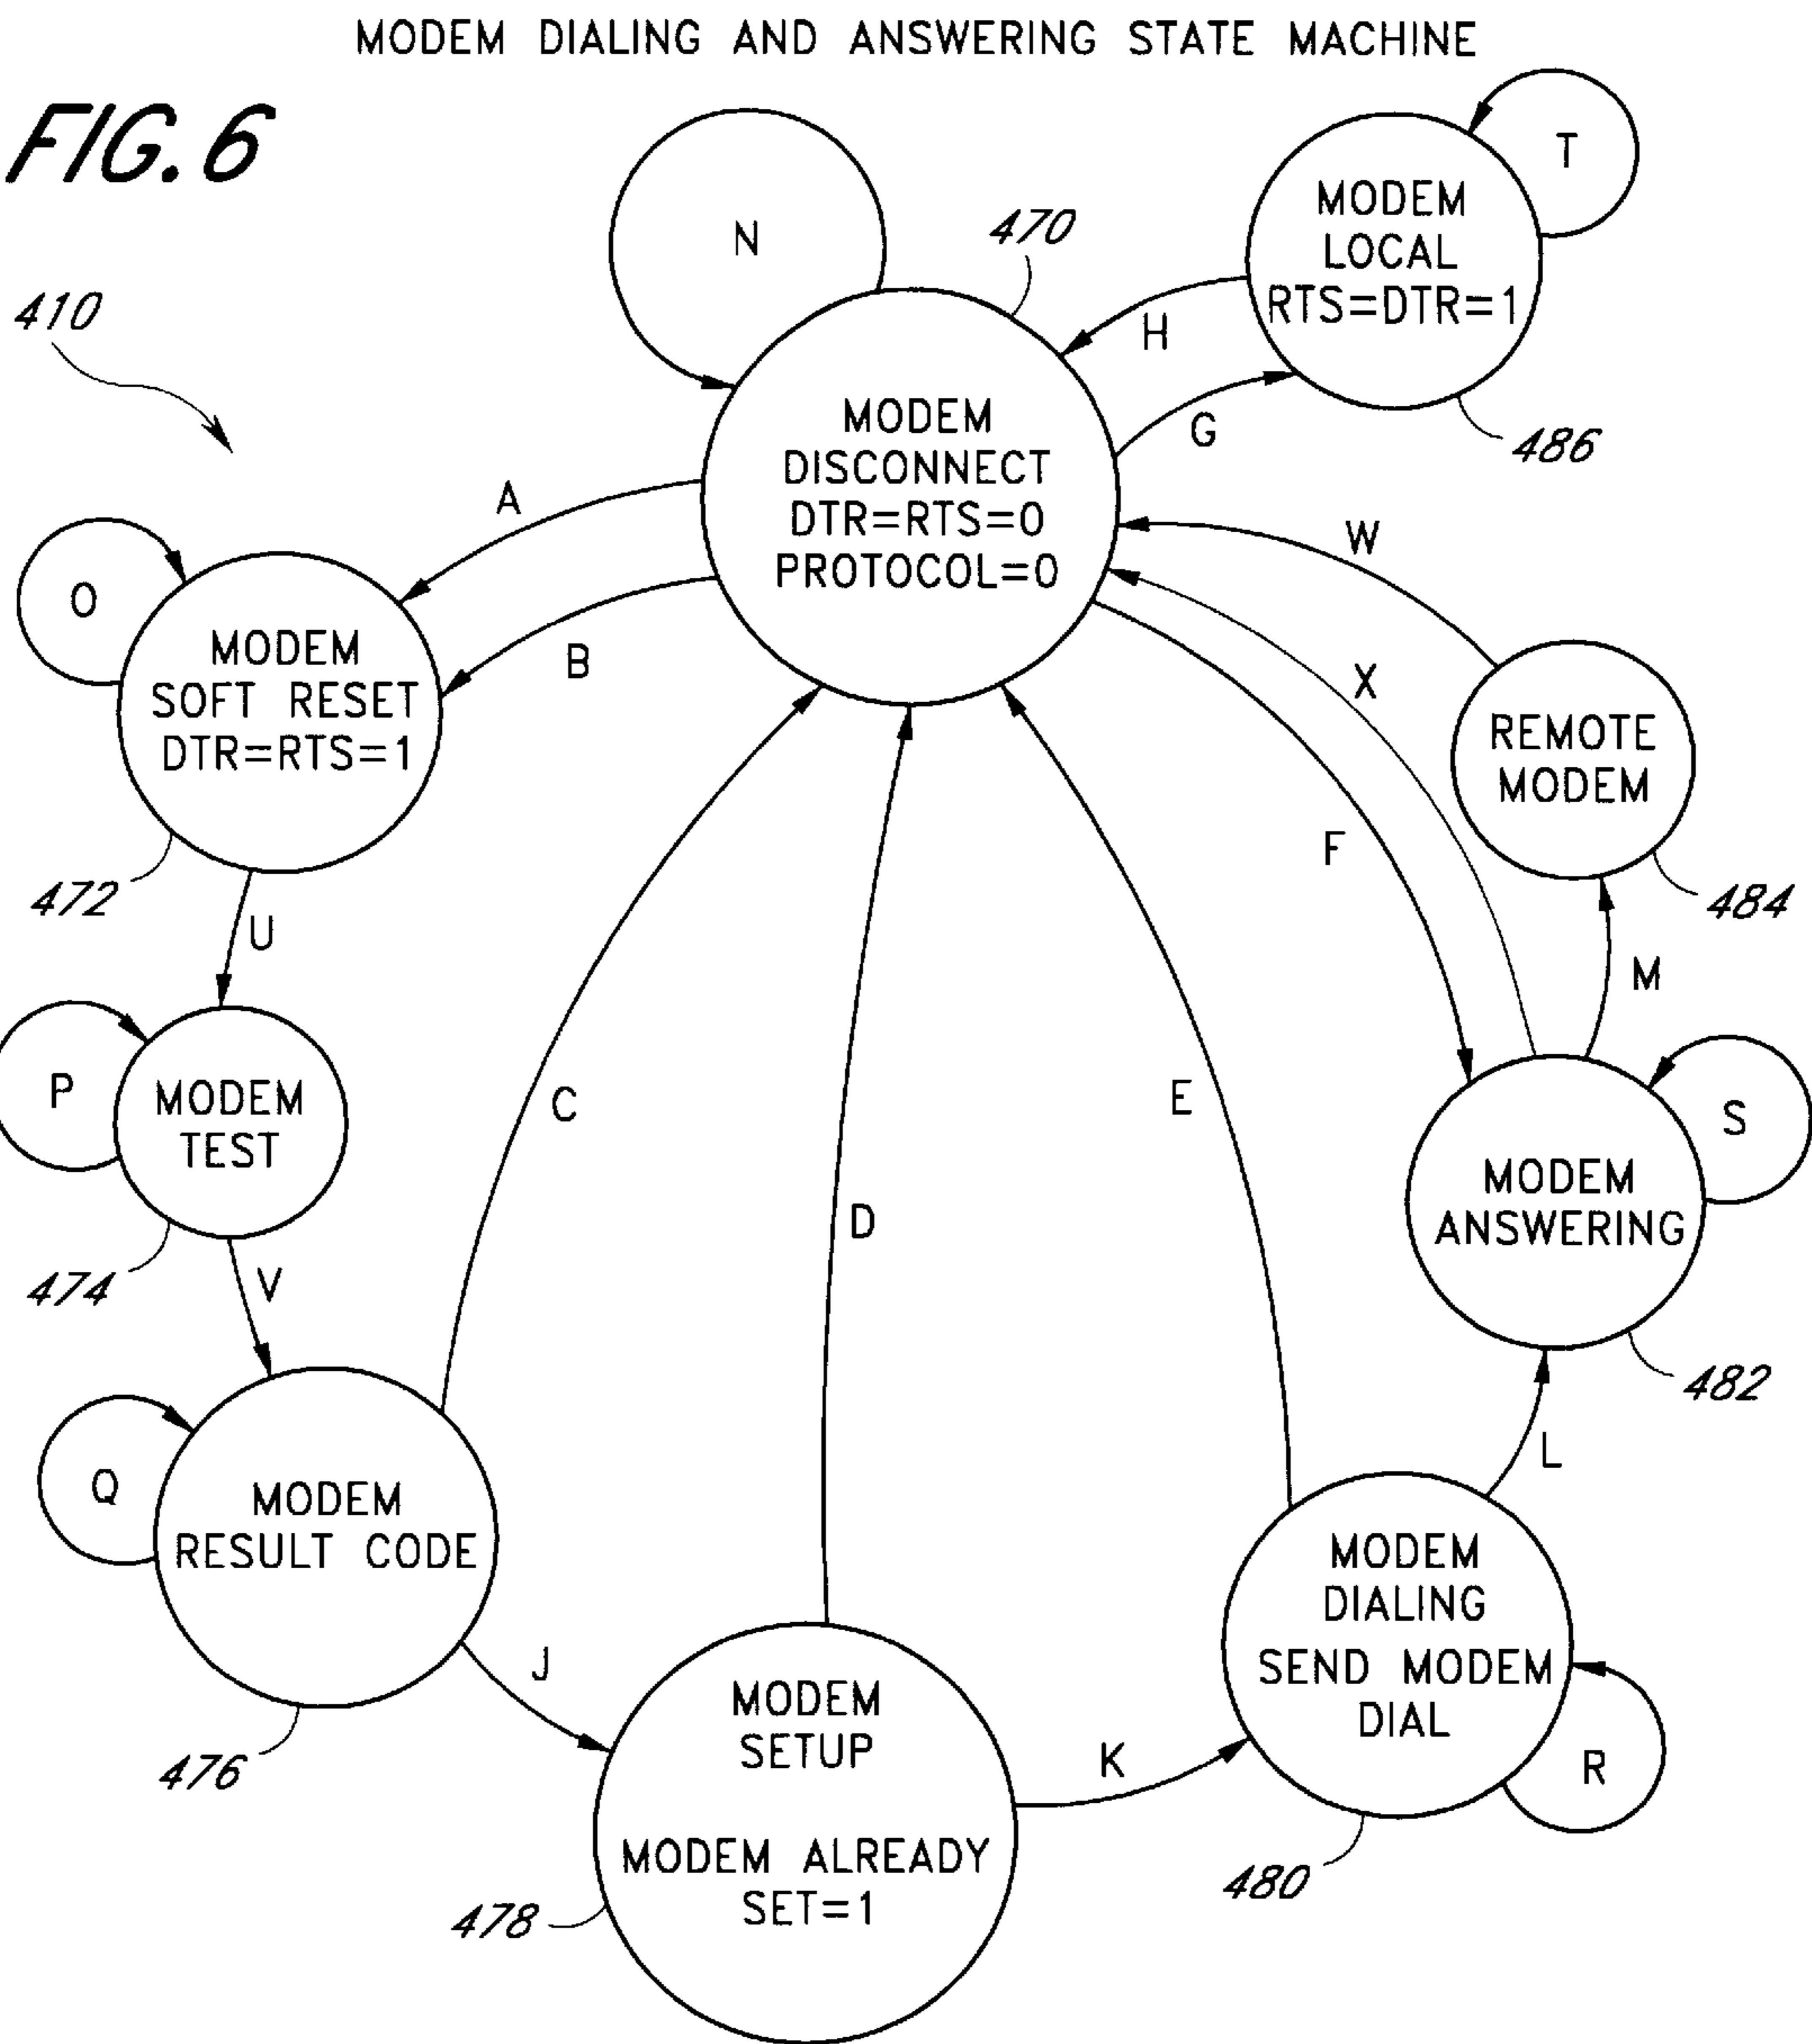 MODEM DIALING AND ANSWERING STATE MACHINE
FIG. 6
410
N
470
T
MODEM
LOCAL
RTS=DTR=1
486
H
G
MODEM
DISCONNECT
DTR=RTS=0
PROTOCOL=0
A
B
O
MODEM
SOFT RESET
DTR=RTS=1
472
W
X
F
REMOTE
MODEM
484
M
U
P
MODEM
TEST
474
V
C
D
E
S
MODEM
ANSWERING
482
L
Q
MODEM
RESULT CODE
476
J
MODEM
SETUP
MODEM ALREADY
SET=1
478
K
MODEM
DIALING
SEND MODEM
DIAL
480
R